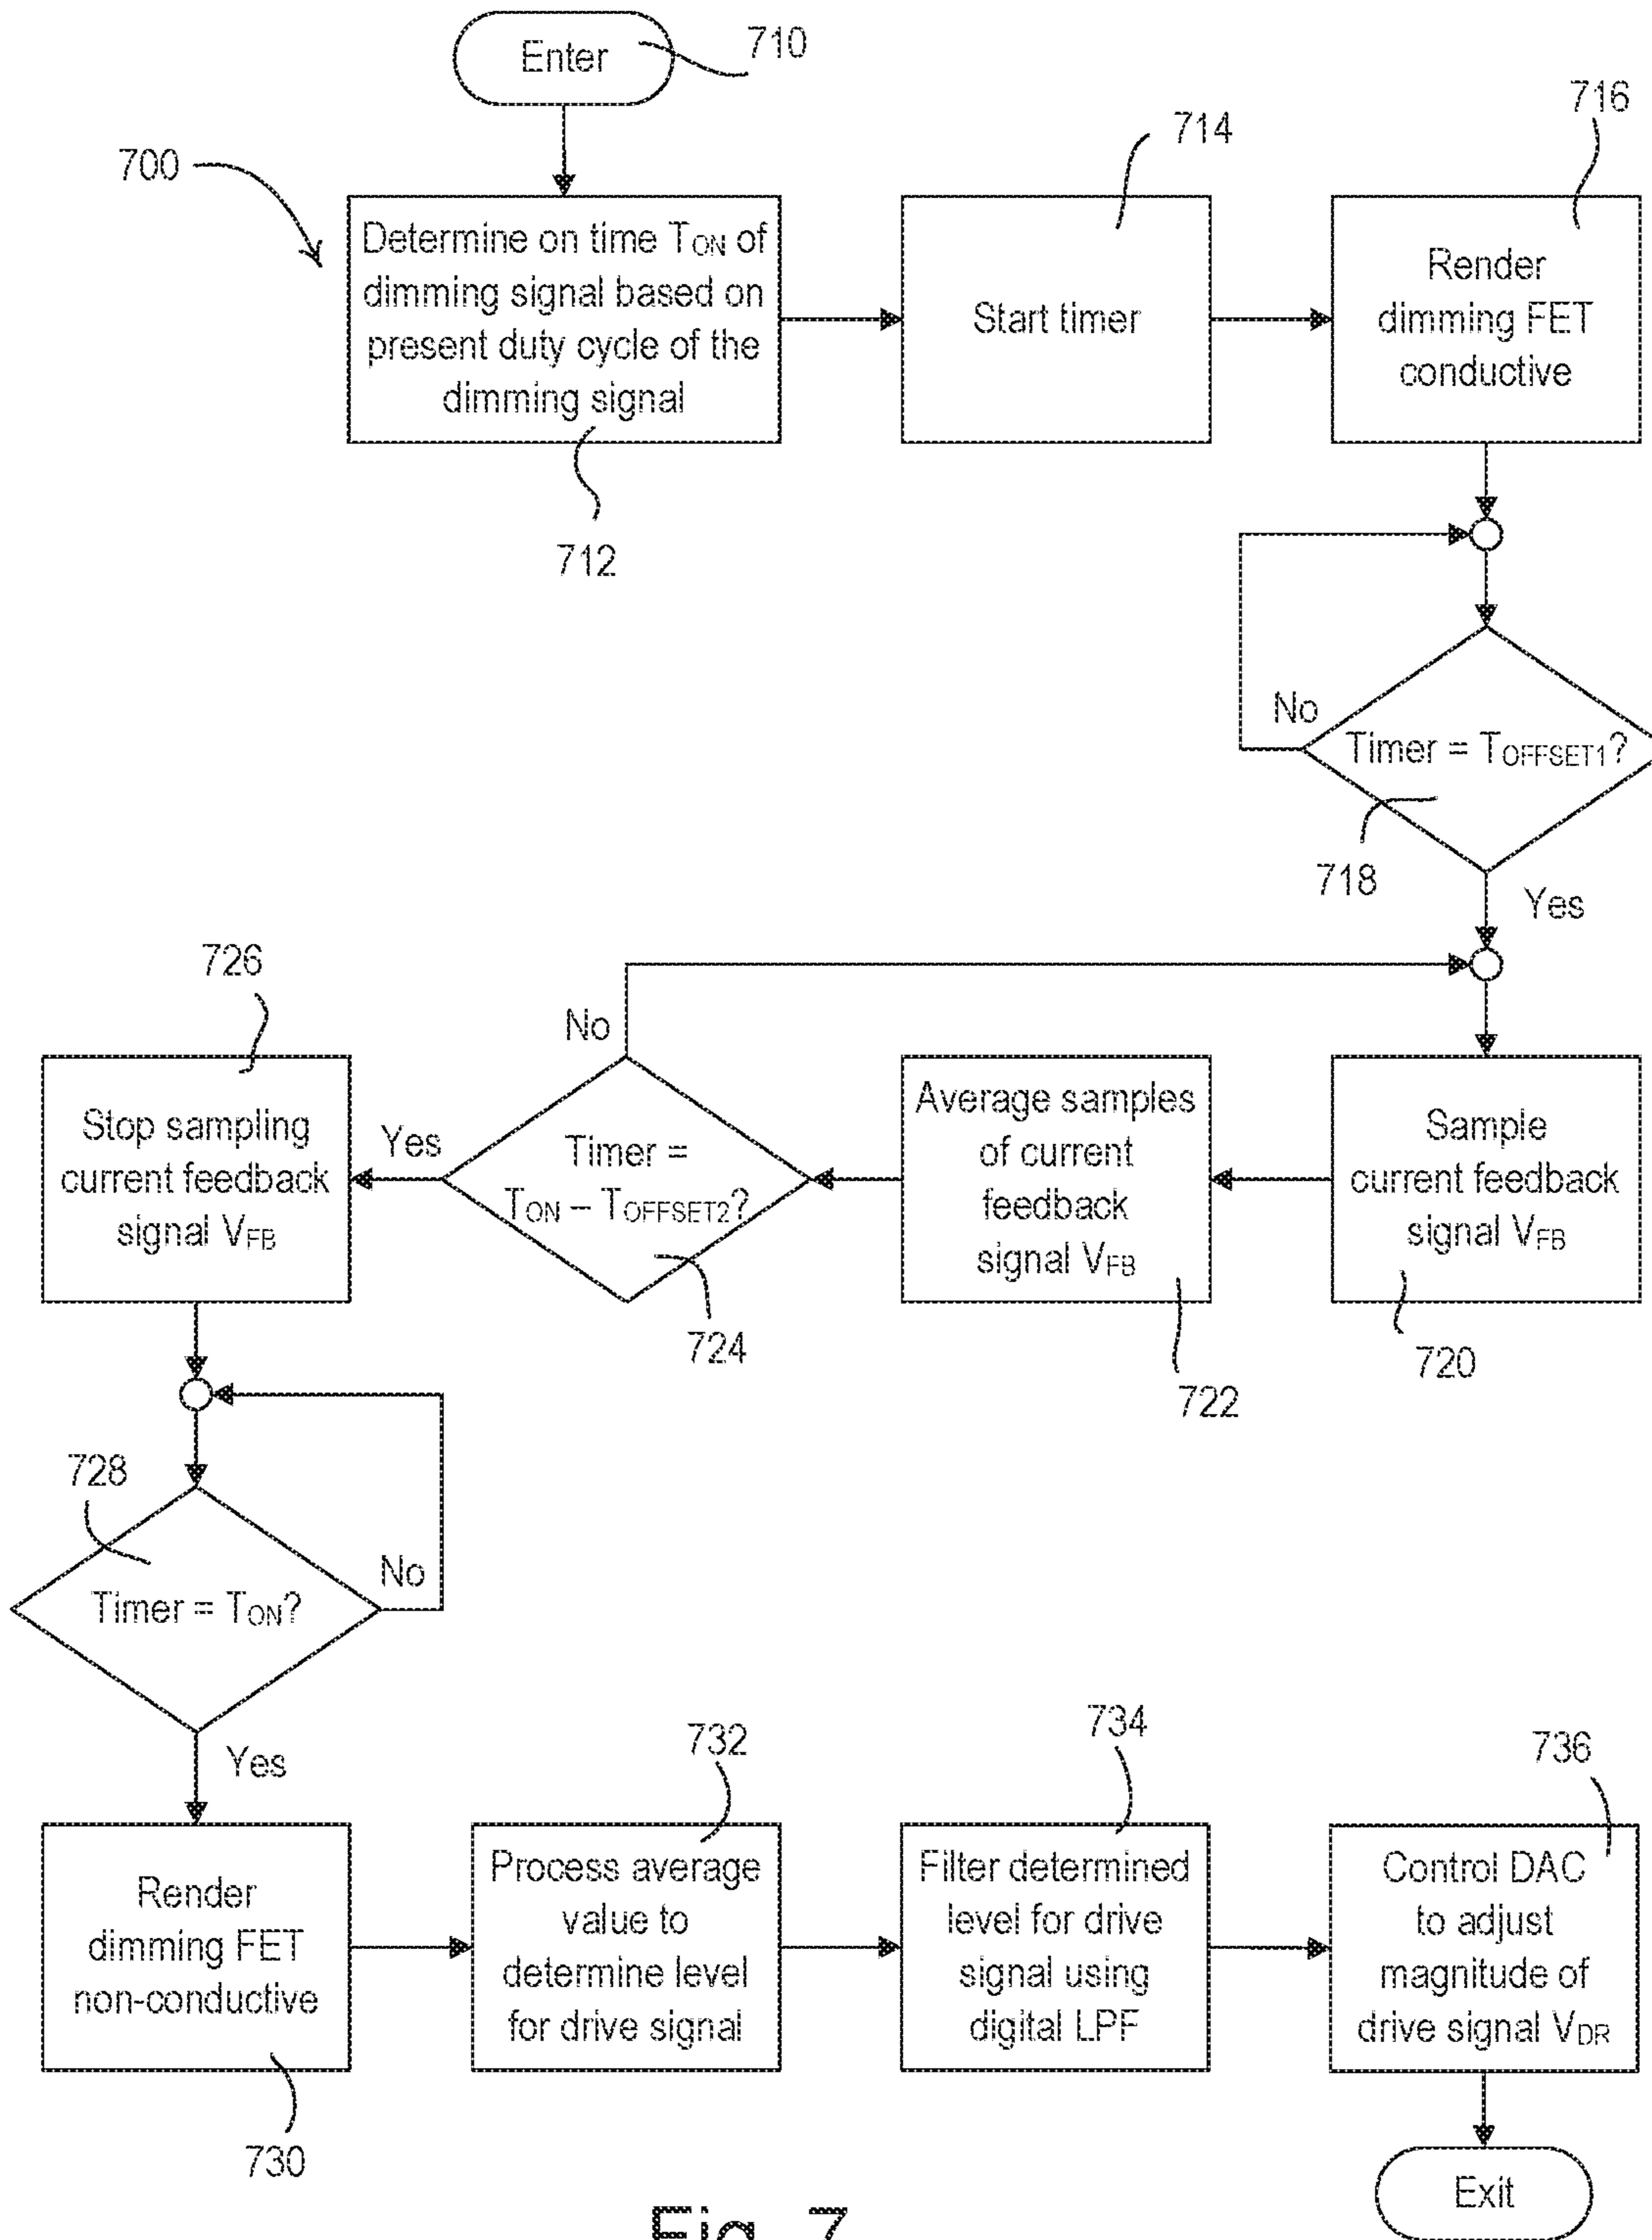 Enter
710
700
Determine on time TON of
dimming signal based on
present duty cycle of the
dimming signal
712
714
Start timer
716
Render
dimming FET
conductive
No
Timer = TOFFSET1?
718
Yes
Sample
current feedback
signal VFB
720
Average samples
of current
feedback
signal VFB
722
No
Timer =
TON – TOFFSET2?
724
Yes
726
Stop sampling
current feedback
signal VFB
728
Timer = TON?
No
Yes
Render
dimming FET
non-conductive
730
732
Process average
value to
determine level
for drive signal
734
Filter determined
level for drive
signal using
digital LPF
736
Control DAC
to adjust
magnitude of
drive signal VDR
Exit
Fig. 7